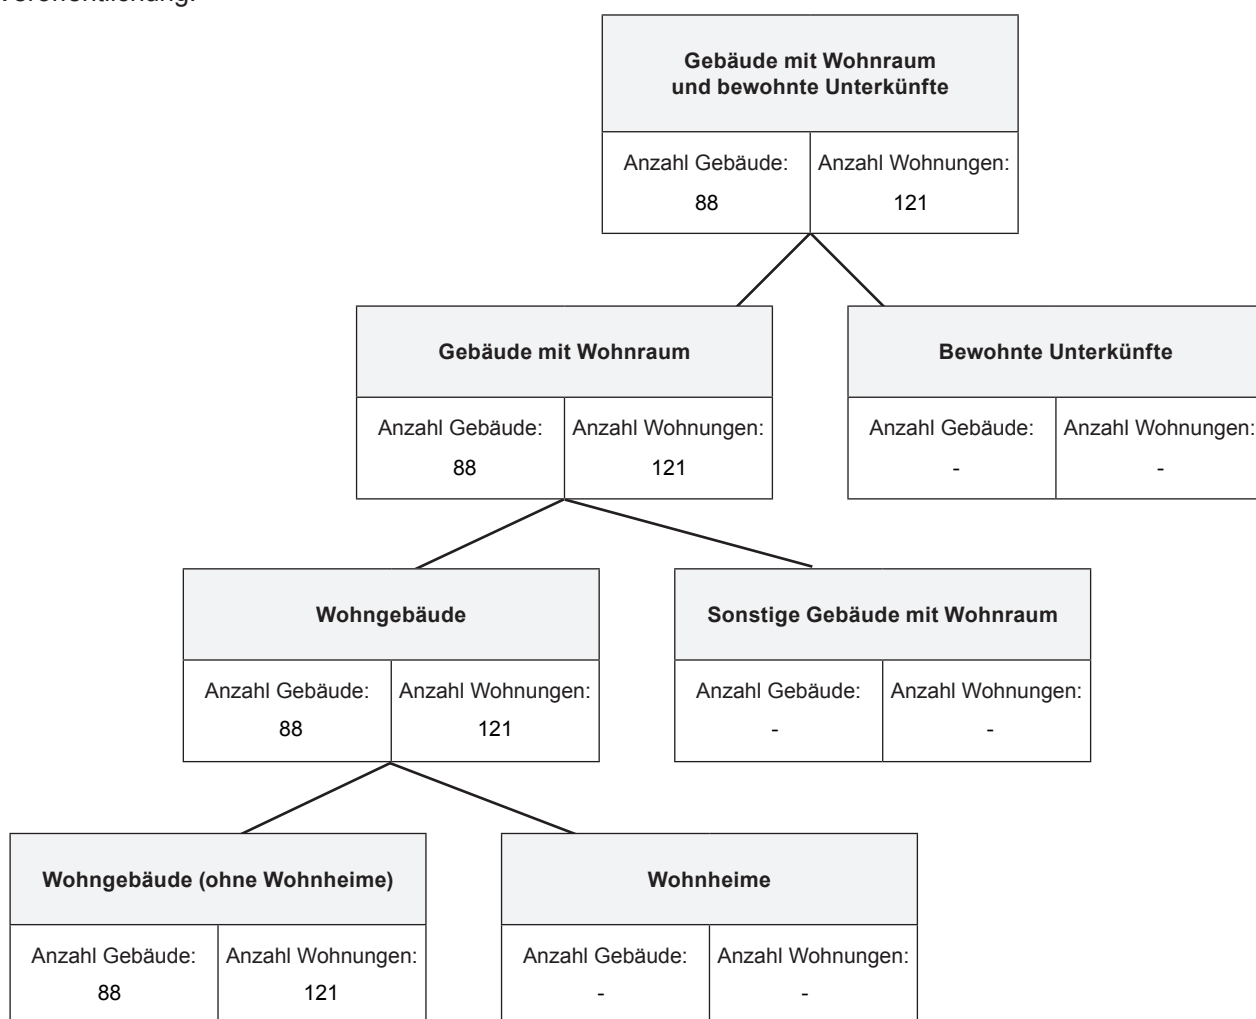 Veröffentlichung.
Gebäude mit Wohnraum
und bewohnte Unterkünfte
Anzahl Gebäude: Anzahl Wohnungen:
88 121
Gebäude mit Wohnraum Bewohnte Unterkünfte
Anzahl Gebäude: Anzahl Wohnungen: Anzahl Gebäude: Anzahl Wohnungen:
88 121 - -
Wohngebäude Sonstige Gebäude mit Wohnraum
Anzahl Gebäude: Anzahl Wohnungen: Anzahl Gebäude: Anzahl Wohnungen:
88 121 - -
Wohngebäude (ohne Wohnheime) Wohnheime
Anzahl Gebäude: Anzahl Wohnungen: Anzahl Gebäude: Anzahl Wohnungen:
88 121 - -